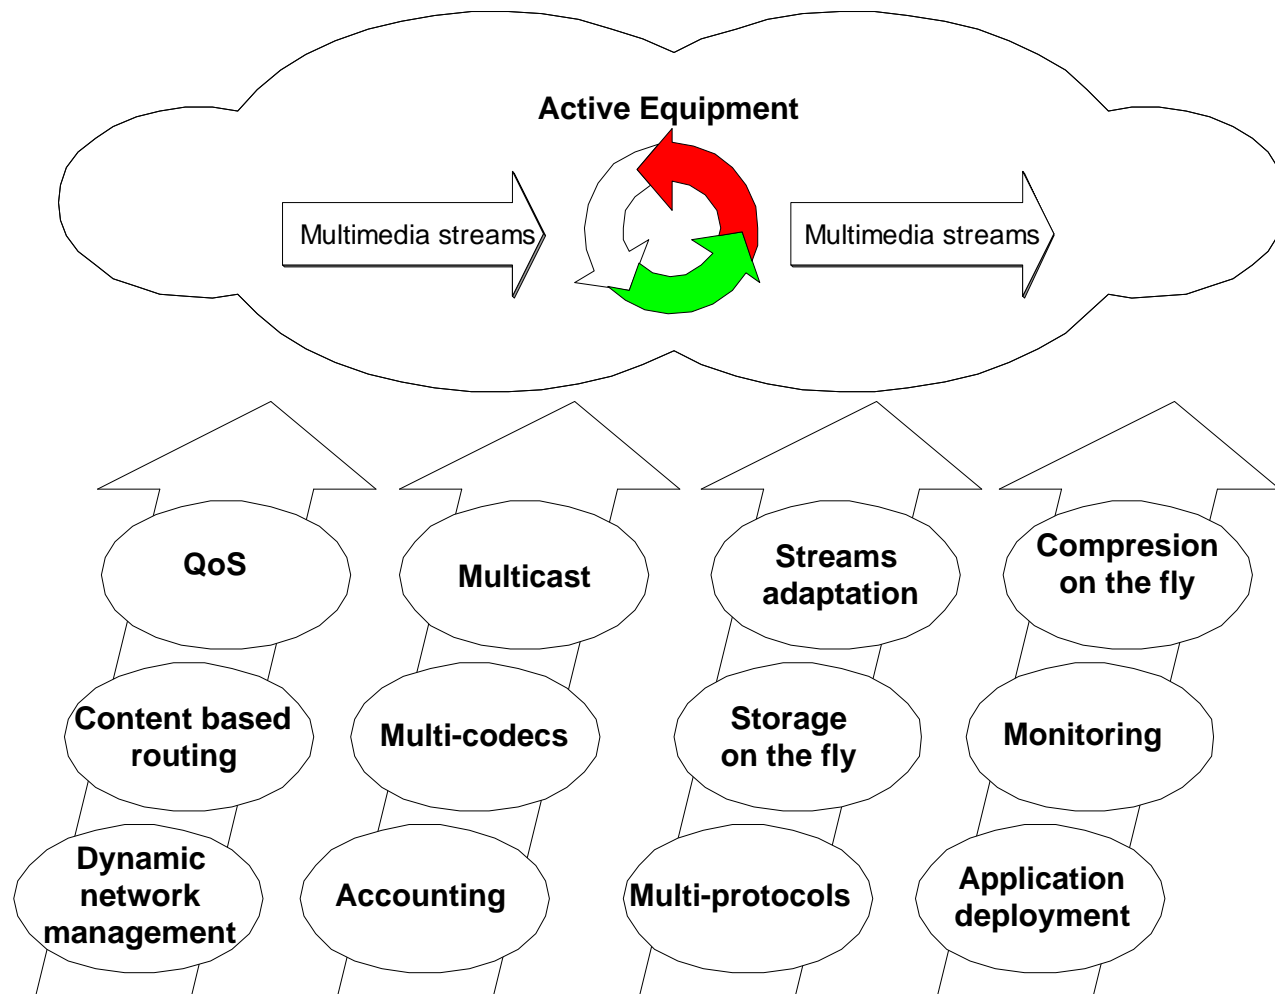 Active Equipment
Multimedia streams
Multimedia streams
QoS
Multicast
Streams
adaptation
Compresion
on the fly
Content based
routing
Multi-codecs
Storage
on the fly
Monitoring
Dynamic
network
management
Accounting
Multi-protocols
Application
deployment